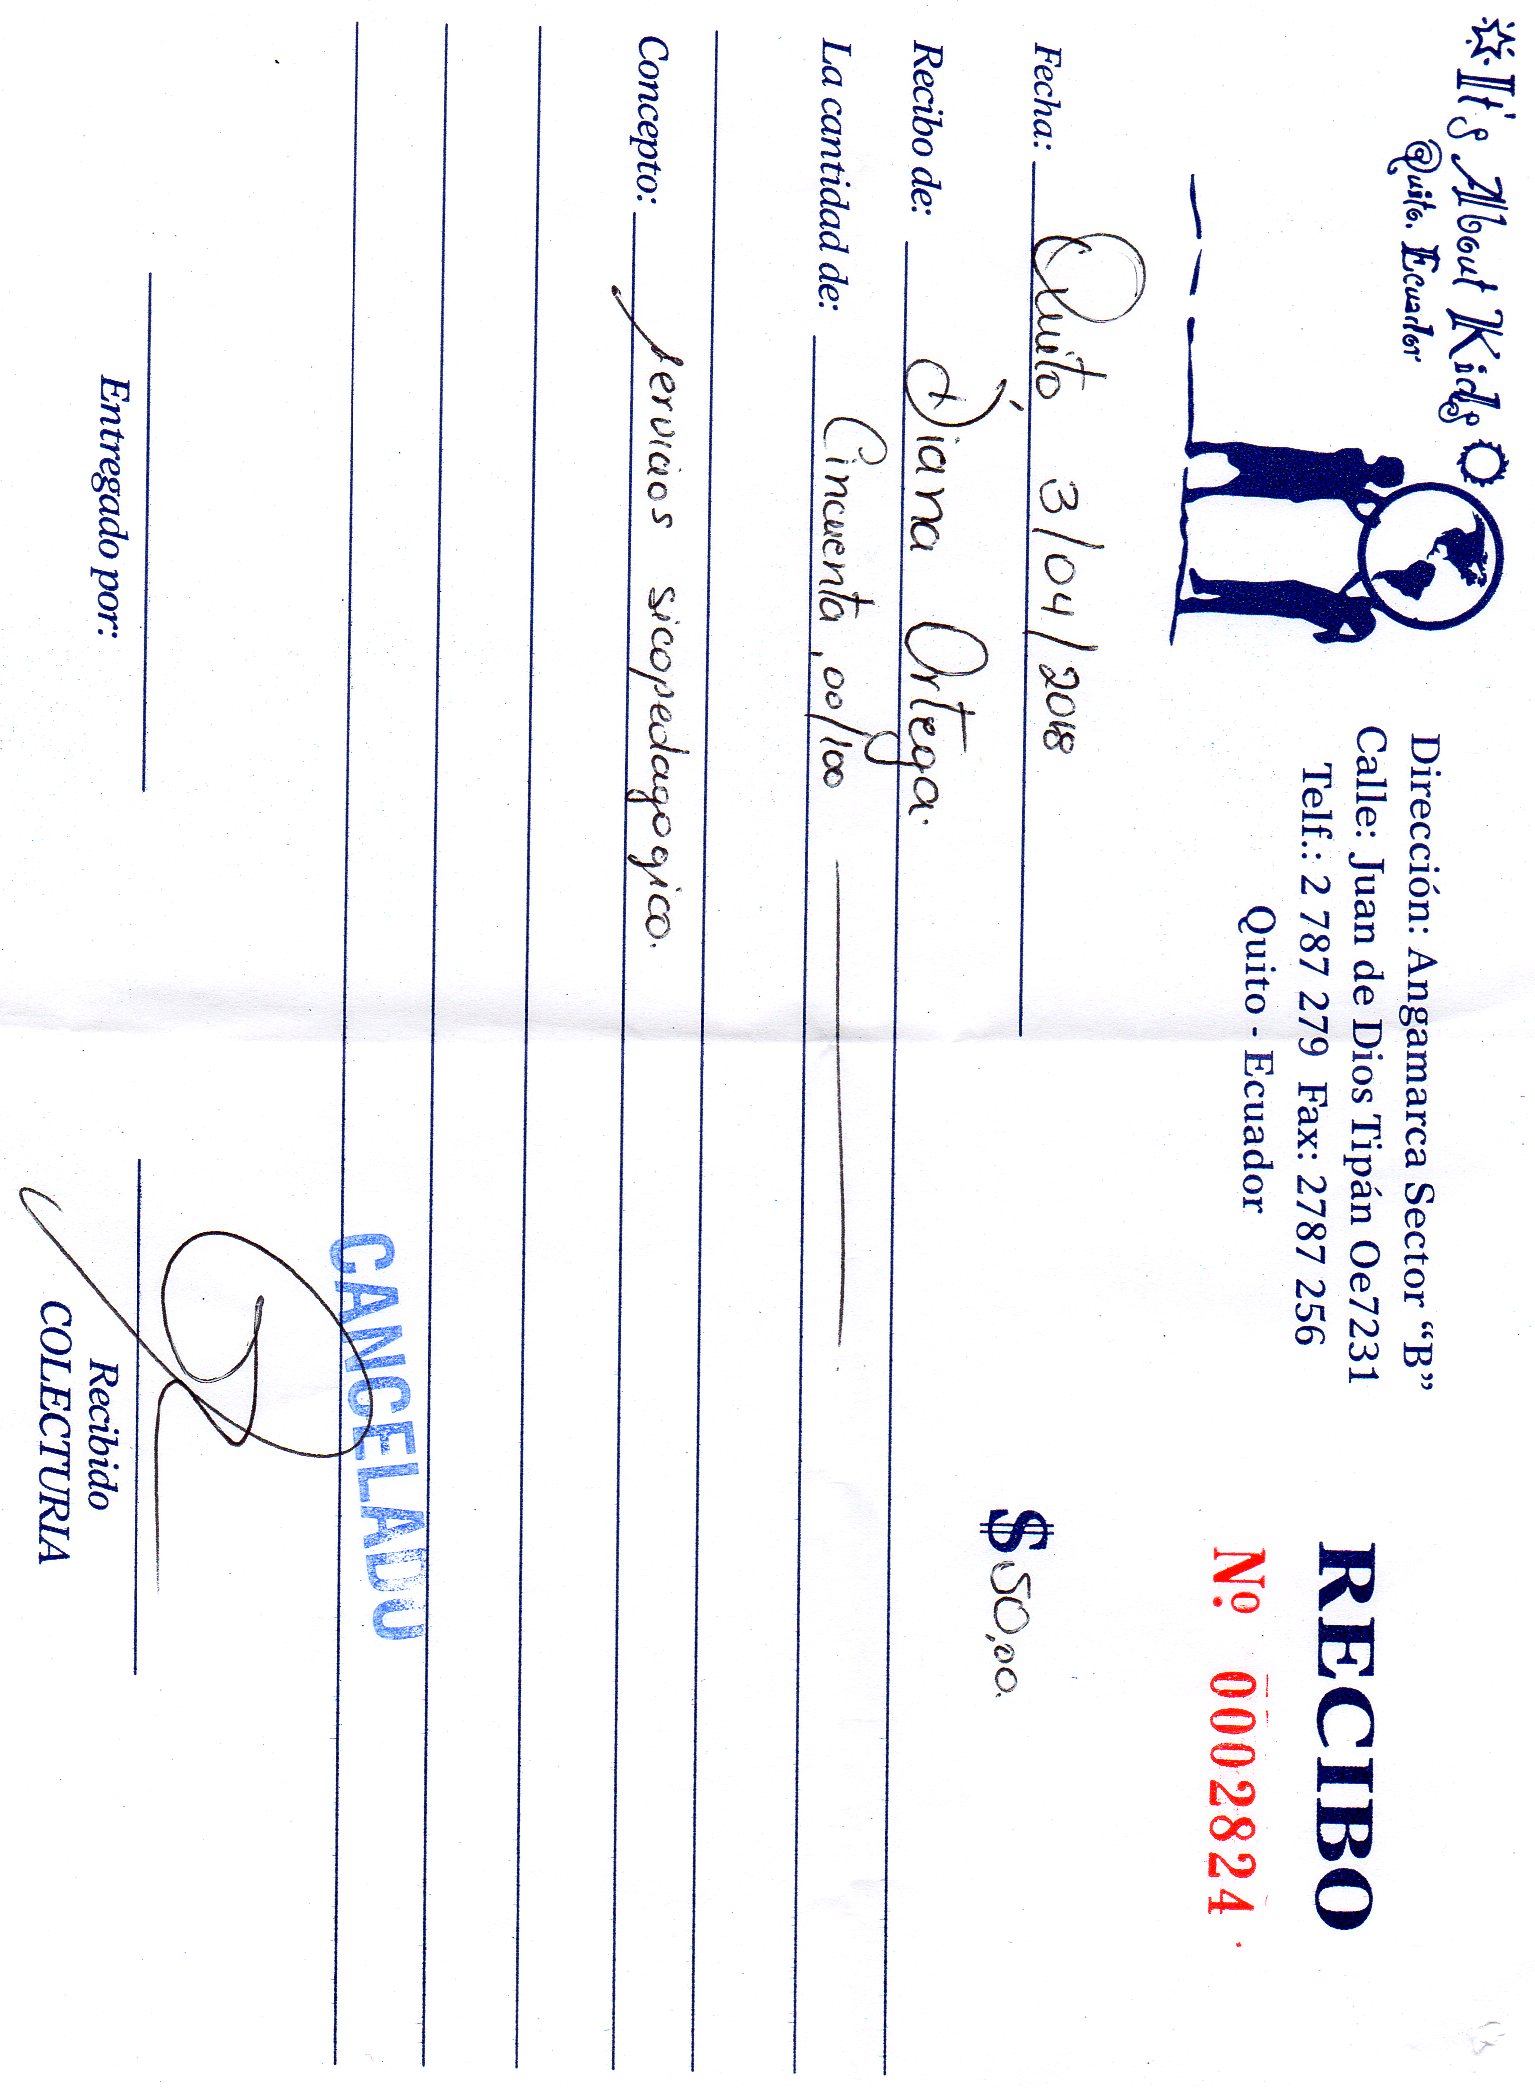 It's About Kids
Quito. Ecuador
Dirección: Angamarca Sector “B”
Calle: Juan de Dios Tipán Oe7231
Telf.: 2 787 279 Fax: 2787 256
Quito - Ecuador
RECIBO
Nº. 0002824
Fecha: Quito 3/04/2018
$ 50,00.
Recibo de: Diana Ortega.
La cantidad de: Cincuenta ,00/100
Concepto: servicios sicopedagogico.
CANCELADO
Entregado por:
Recibido
COLECTURIA